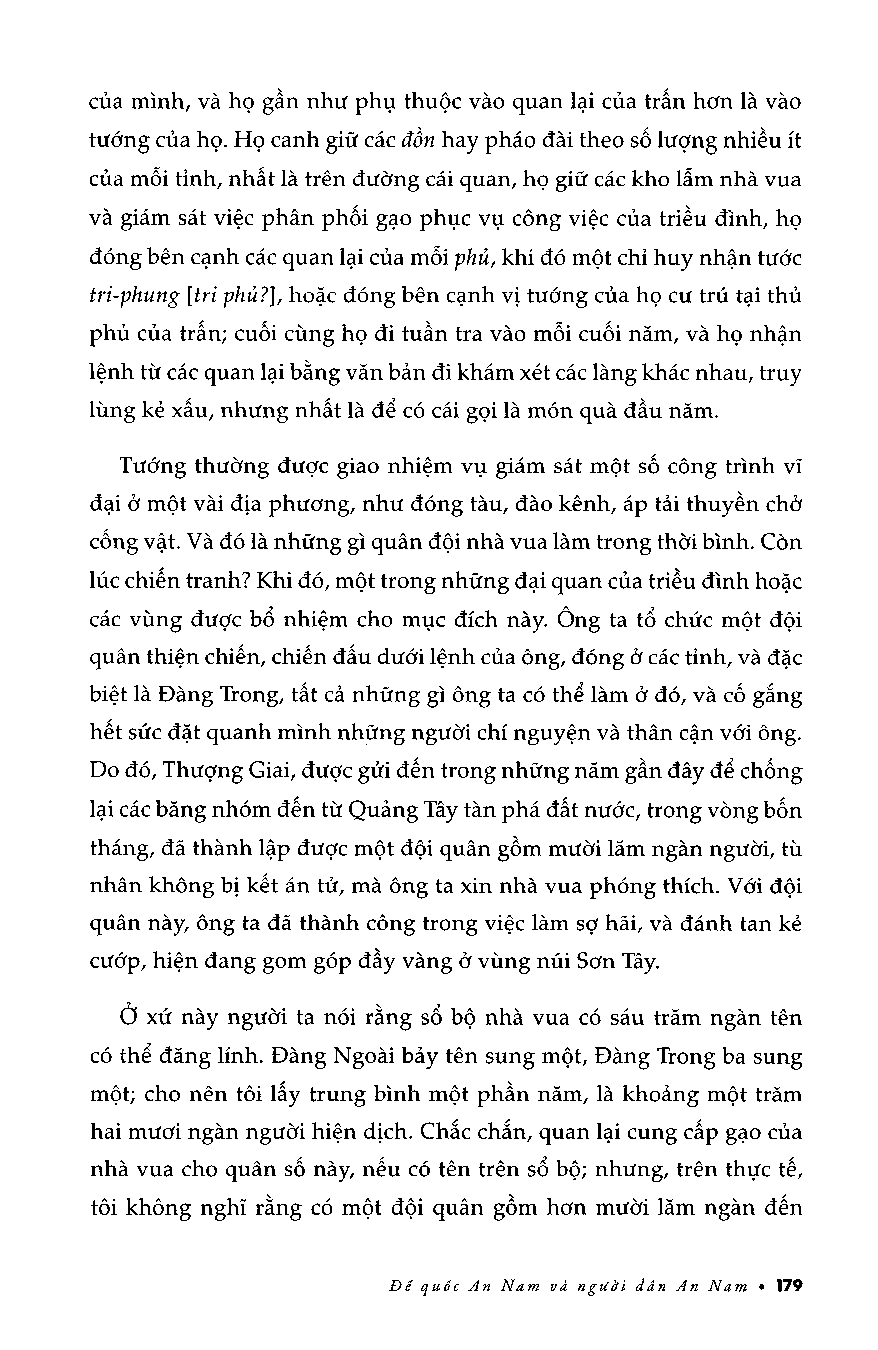 của mình, và họ gần như phụ thuộc vào quan lại của trấn hơn là vào
tướng của họ. Họ canh giữ các đồn hay pháo đài theo số lượng nhiều ít
của mỗi tỉnh, nhất là trên đường cái quan, họ giữ các kho lẫm nhà vua
và giám sát việc phân phối gạo phục vụ công việc của triều đình, họ
đóng bên cạnh các quan lại của mỗi phủ, khi đó một chỉ huy nhận tước
tri-phung [tri phủ?], hoặc đóng bên cạnh vị tướng của họ cư trú tại thủ
phủ của trấn; cuối cùng họ đi tuần tra vào mỗi cuối năm, và họ nhận
lệnh từ các quan lại bằng văn bản đi khám xét các làng khác nhau, truy
lùng kẻ xấu, nhưng nhất là để có cái gọi là món quà đầu năm.
Tướng thường được giao nhiệm vụ giám sát một số công trình vĩ
đại ở một vài địa phương, như đóng tàu, đào kênh, áp tải thuyền chở
cống vật. Và đó là những gì quân đội nhà vua làm trong thời bình. Còn
lúc chiến tranh? Khi đó, một trong những đại quan của triều đình hoặc
các vùng được bổ nhiệm cho mục đích này. Ông ta tổ chức một đội
quân thiện chiến, chiến đấu dưới lệnh của ông, đóng ở các tỉnh, và đặc
biệt là Đàng Trong, tất cả những gì ông ta có thể làm ở đó, và cố gắng
hết sức đặt quanh mình những người chí nguyện và thân cận với ông.
Do đó, Thượng Giai, được gửi đến trong những năm gần đây để chống
lại các băng nhóm đến từ Quảng Tây tàn phá đất nước, trong vòng bốn
tháng, đã thành lập được một đội quân gồm mười lăm ngàn người, tù
nhân không bị kết án tử, mà ông ta xin nhà vua phóng thích. Với đội
quân này, ông ta đã thành công trong việc làm sợ hãi, và đánh tan kẻ
cướp, hiện đang gom góp đầy vàng ở vùng núi Sơn Tây.
Ở xứ này người ta nói rằng sổ bộ nhà vua có sáu trăm ngàn tên
có thể đăng lính. Đàng Ngoài bảy tên sung một, Đàng Trong ba sung
một; cho nên tôi lấy trung bình một phần năm, là khoảng một trăm
hai mươi ngàn người hiện dịch. Chắc chắn, quan lại cung cấp gạo của
nhà vua cho quân số này, nếu có tên trên sổ bộ; nhưng, trên thực tế,
tôi không nghĩ rằng có một đội quân gồm hơn mười lăm ngàn đến
Đế quốc An Nam và người dân An Nam • 179